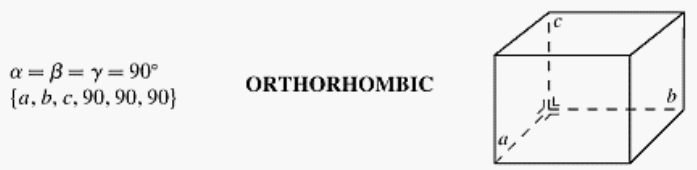 α = β = γ = 90°
{a, b, c, 90, 90, 90}
ORTHORHOMBIC
c
b
a